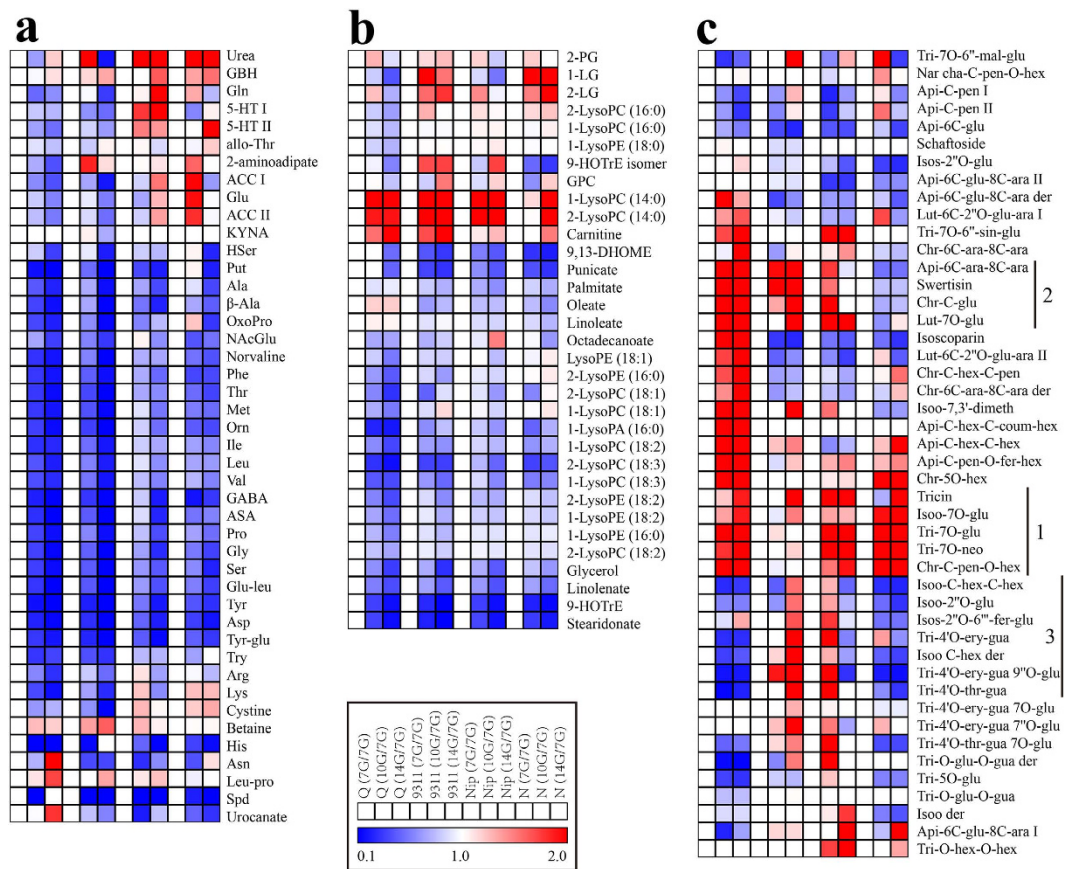 a
Urea
GBH
Gln
5-HT I
5-HT II
allo-Thr
2-aminoadipate
ACC I
Glu
ACC II
KYNA
HSer
Put
Ala
β-Ala
OxoPro
NAcGlu
Norvaline
Phe
Thr
Met
Orn
Ile
Leu
Val
GABA
ASA
Pro
Gly
Ser
Glu-leu
Tyr
Asp
Tyr-glu
Try
Arg
Lys
Cystine
Betaine
His
Asn
Leu-pro
Spd
Urocanate
b
2-PG
1-LG
2-LG
2-LysoPC (16:0)
1-LysoPC (16:0)
1-LysoPE (18:0)
9-HOTrE isomer
GPC
1-LysoPC (14:0)
2-LysoPC (14:0)
Carnitine
9,13-DHOME
Punicate
Palmitate
Oleate
Linoleate
Octadecanoate
LysoPE (18:1)
2-LysoPE (16:0)
2-LysoPC (18:1)
1-LysoPC (18:1)
1-LysoPA (16:0)
1-LysoPC (18:2)
2-LysoPC (18:3)
1-LysoPC (18:3)
2-LysoPE (18:2)
1-LysoPE (18:2)
1-LysoPE (16:0)
2-LysoPC (18:2)
Glycerol
Linolenate
9-HOTrE
Stearidonate
Q (7G/7G)
Q (10G/7G)
Q (14G/7G)
9311 (7G/7G)
9311 (10G/7G)
9311 (14G/7G)
Nip (7G/7G)
Nip (10G/7G)
Nip (14G/7G)
N (7G/7G)
N (10G/7G)
N (14G/7G)
0.1 1.0 2.0
c
Tri-7O-6"-mal-glu
Nar cha-C-pen-O-hex
Api-C-pen I
Api-C-pen II
Api-6C-glu
Schaftoside
Isos-2"O-glu
Api-6C-glu-8C-ara II
Api-6C-glu-8C-ara der
Lut-6C-2"O-glu-ara I
Tri-7O-6"-sin-glu
Chr-6C-ara-8C-ara
Api-6C-ara-8C-ara
Swertisin
Chr-C-glu
Lut-7O-glu
2
Isoscoparin
Lut-6C-2"O-glu-ara II
Chr-C-hex-C-pen
Chr-6C-ara-8C-ara der
Isoo-7,3'-dimeth
Api-C-hex-C-coum-hex
Api-C-hex-C-hex
Api-C-pen-O-fer-hex
Chr-5O-hex
Tricin
Isoo-7O-glu
Tri-7O-glu
Tri-7O-neo
Chr-C-pen-O-hex
1
Isoo-C-hex-C-hex
Isoo-2"O-glu
Isos-2"O-6'"-fer-glu
Tri-4'O-ery-gua
Isoo C-hex der
Tri-4'O-ery-gua 9"O-glu
Tri-4'O-thr-gua
3
Tri-4'O-ery-gua 7O-glu
Tri-4'O-ery-gua 7"O-glu
Tri-4'O-thr-gua 7O-glu
Tri-O-glu-O-gua der
Tri-5O-glu
Tri-O-glu-O-gua
Isoo der
Api-6C-glu-8C-ara I
Tri-O-hex-O-hex